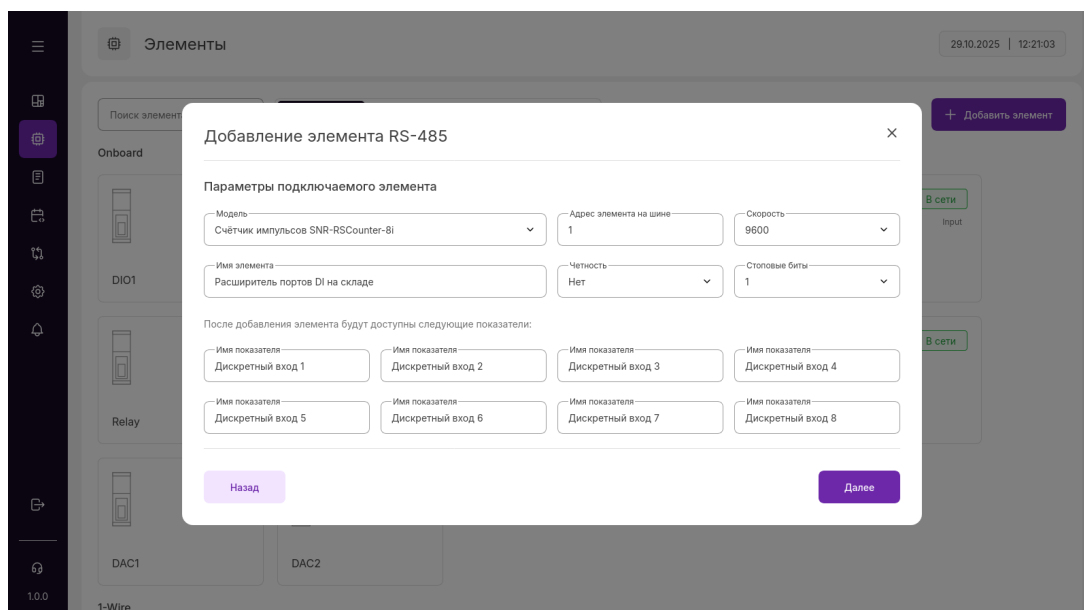 Элементы
29.10.2025 | 12:21:03
Поиск элемент
Добавить элемент
Onboard
Добавление элемента RS-485
Параметры подключаемого элемента
Модель
Счётчик импульсов SNR-RSCounter-8i
Адрес элемента на шине
1
Скорость
9600
Имя элемента
Расширитель портов DI на складе
Четность
Нет
Стоповые биты
1
После добавления элемента будут доступны следующие показатели:
Имя показателя
Дискретный вход 1
Имя показателя
Дискретный вход 2
Имя показателя
Дискретный вход 3
Имя показателя
Дискретный вход 4
Имя показателя
Дискретный вход 5
Имя показателя
Дискретный вход 6
Имя показателя
Дискретный вход 7
Имя показателя
Дискретный вход 8
Назад
Далее
В сети
Input
DIO1
В сети
Relay
DAC1
DAC2
1-Wire
1.0.0